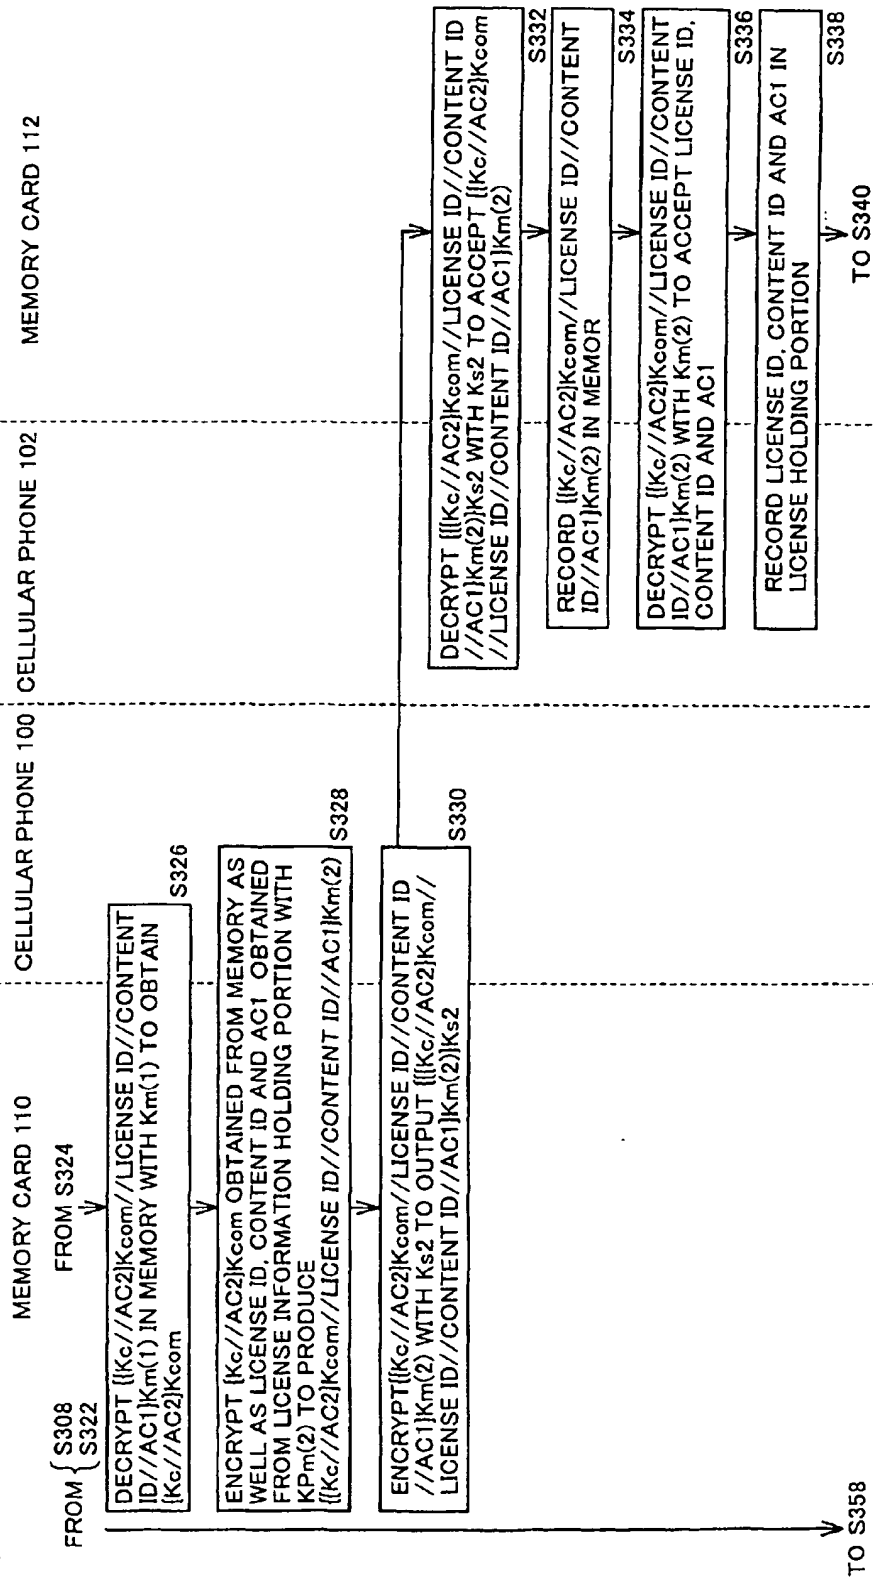 MEMORY CARD 110
CELLULAR PHONE 100
CELLULAR PHONE 102
MEMORY CARD 112
FROM { S308
S322
FROM S324
DECRYPT {{Kc//AC2}Kcom//LICENSE ID//CONTENT
ID//AC1}Km(1) IN MEMORY WITH Km(1) TO OBTAIN
{Kc//AC2}Kcom
S326
ENCRYPT {Kc//AC2}Kcom OBTAINED FROM MEMORY AS
WELL AS LICENSE ID, CONTENT ID AND AC1 OBTAINED
FROM LICENSE INFORMATION HOLDING PORTION WITH
KPm(2) TO PRODUCE
{{Kc//AC2}Kcom//LICENSE ID//CONTENT ID//AC1}Km(2)
S328
ENCRYPT{{Kc//AC2}Kcom//LICENSE ID//CONTENT ID
//AC1}Km(2) WITH Ks2 TO OUTPUT {{{Kc//AC2}Kcom//
LICENSE ID//CONTENT ID//AC1}Km(2)}Ks2
S330
DECRYPT {{{Kc//AC2}Kcom//LICENSE ID//CONTENT ID
//AC1}Km(2)}Ks2 WITH Ks2 TO ACCEPT {{Kc//AC2}Kcom
//LICENSE ID//CONTENT ID//AC1}Km(2)
S332
RECORD {{Kc//AC2}Kcom//LICENSE ID//CONTENT
ID//AC1}Km(2) IN MEMOR
S334
DECRYPT {{Kc//AC2}Kcom//LICENSE ID//CONTENT
ID//AC1}Km(2) WITH Km(2) TO ACCEPT LICENSE ID,
CONTENT ID AND AC1
S336
RECORD LICENSE ID, CONTENT ID AND AC1 IN
LICENSE HOLDING PORTION
S338
TO S340
TO S358